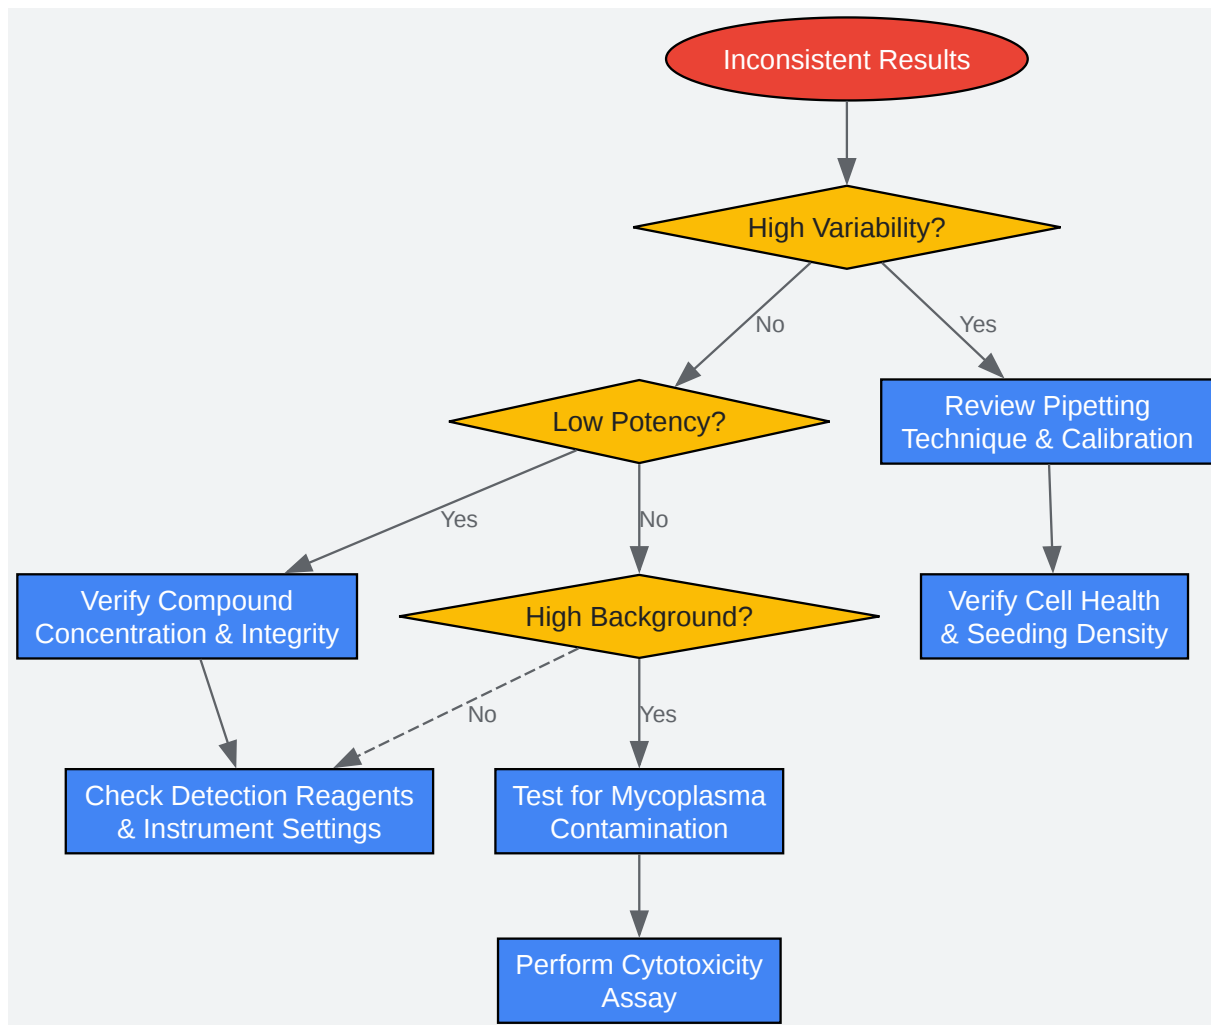 Inconsistent Results
High Variability?
No
Yes
Low Potency?
Review Pipetting
Technique & Calibration
Yes
No
Verify Compound
Concentration & Integrity
High Background?
Verify Cell Health
& Seeding Density
No
Yes
Check Detection Reagents
& Instrument Settings
Test for Mycoplasma
Contamination
Perform Cytotoxicity
Assay